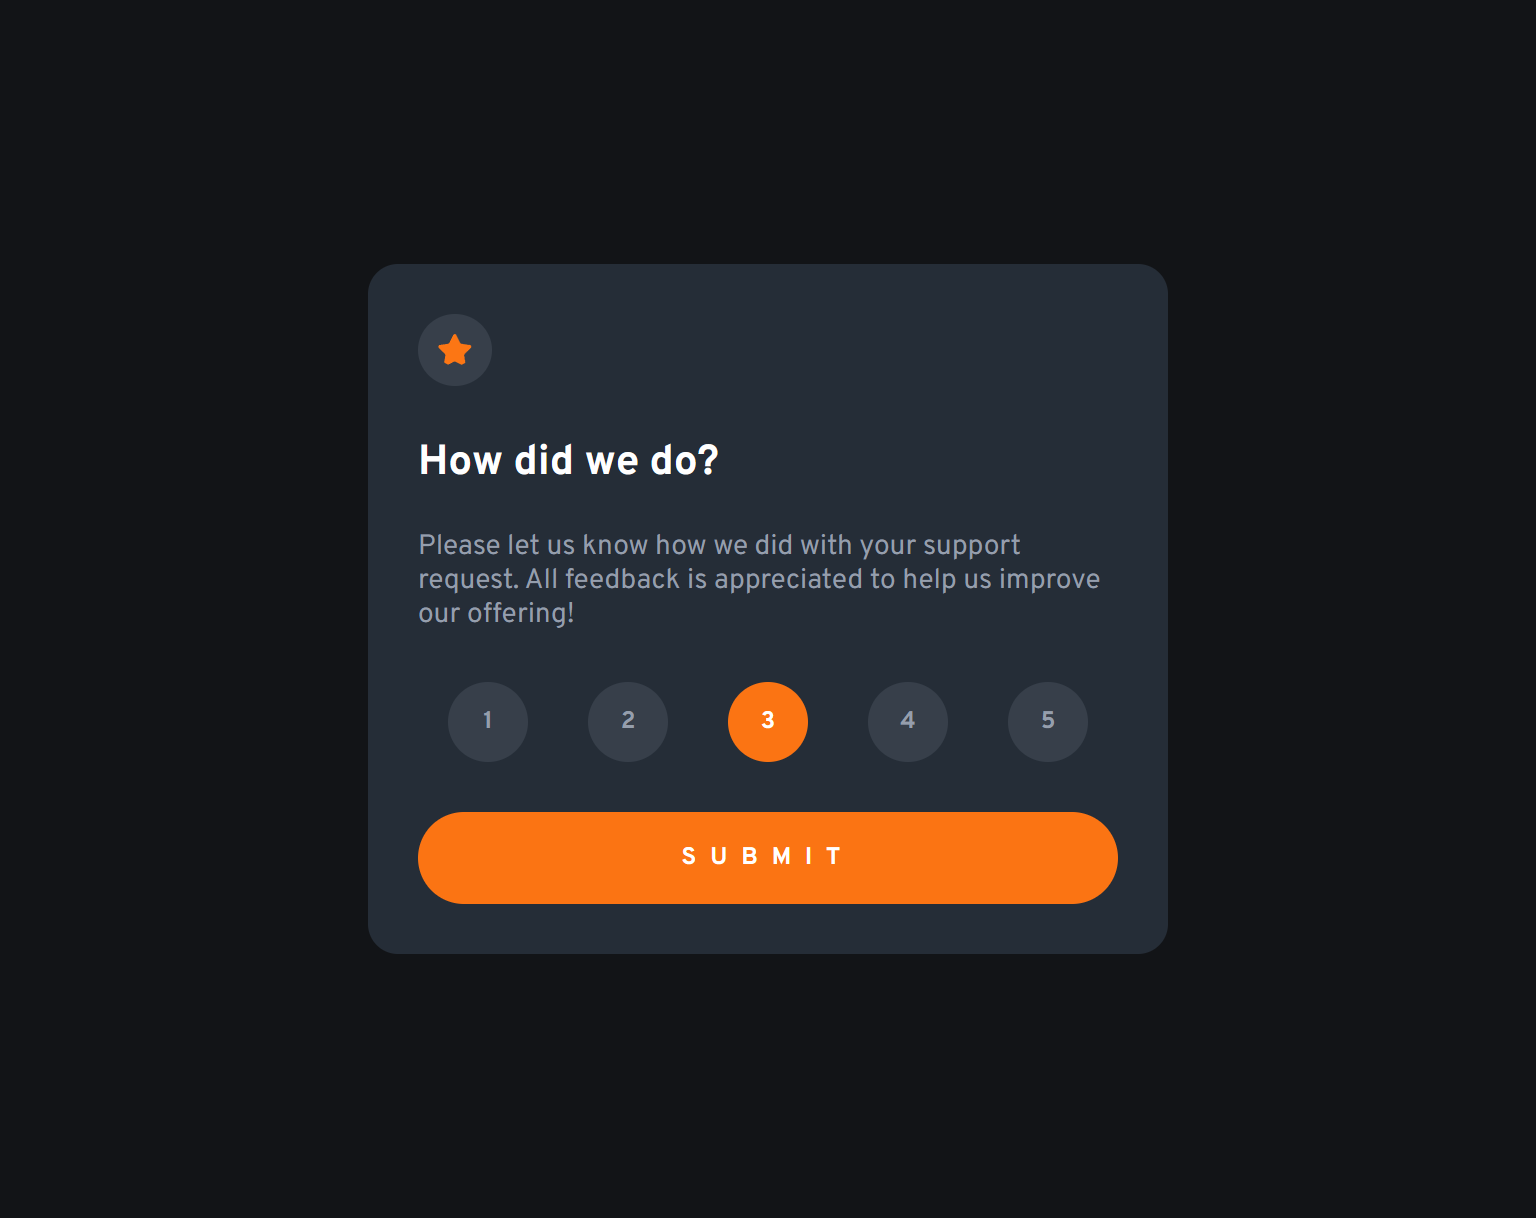 How did we do?
Please let us know how we did with your support
request. All feedback is appreciated to help us improve
our offering!
1 2 3 4 5
SUBMIT